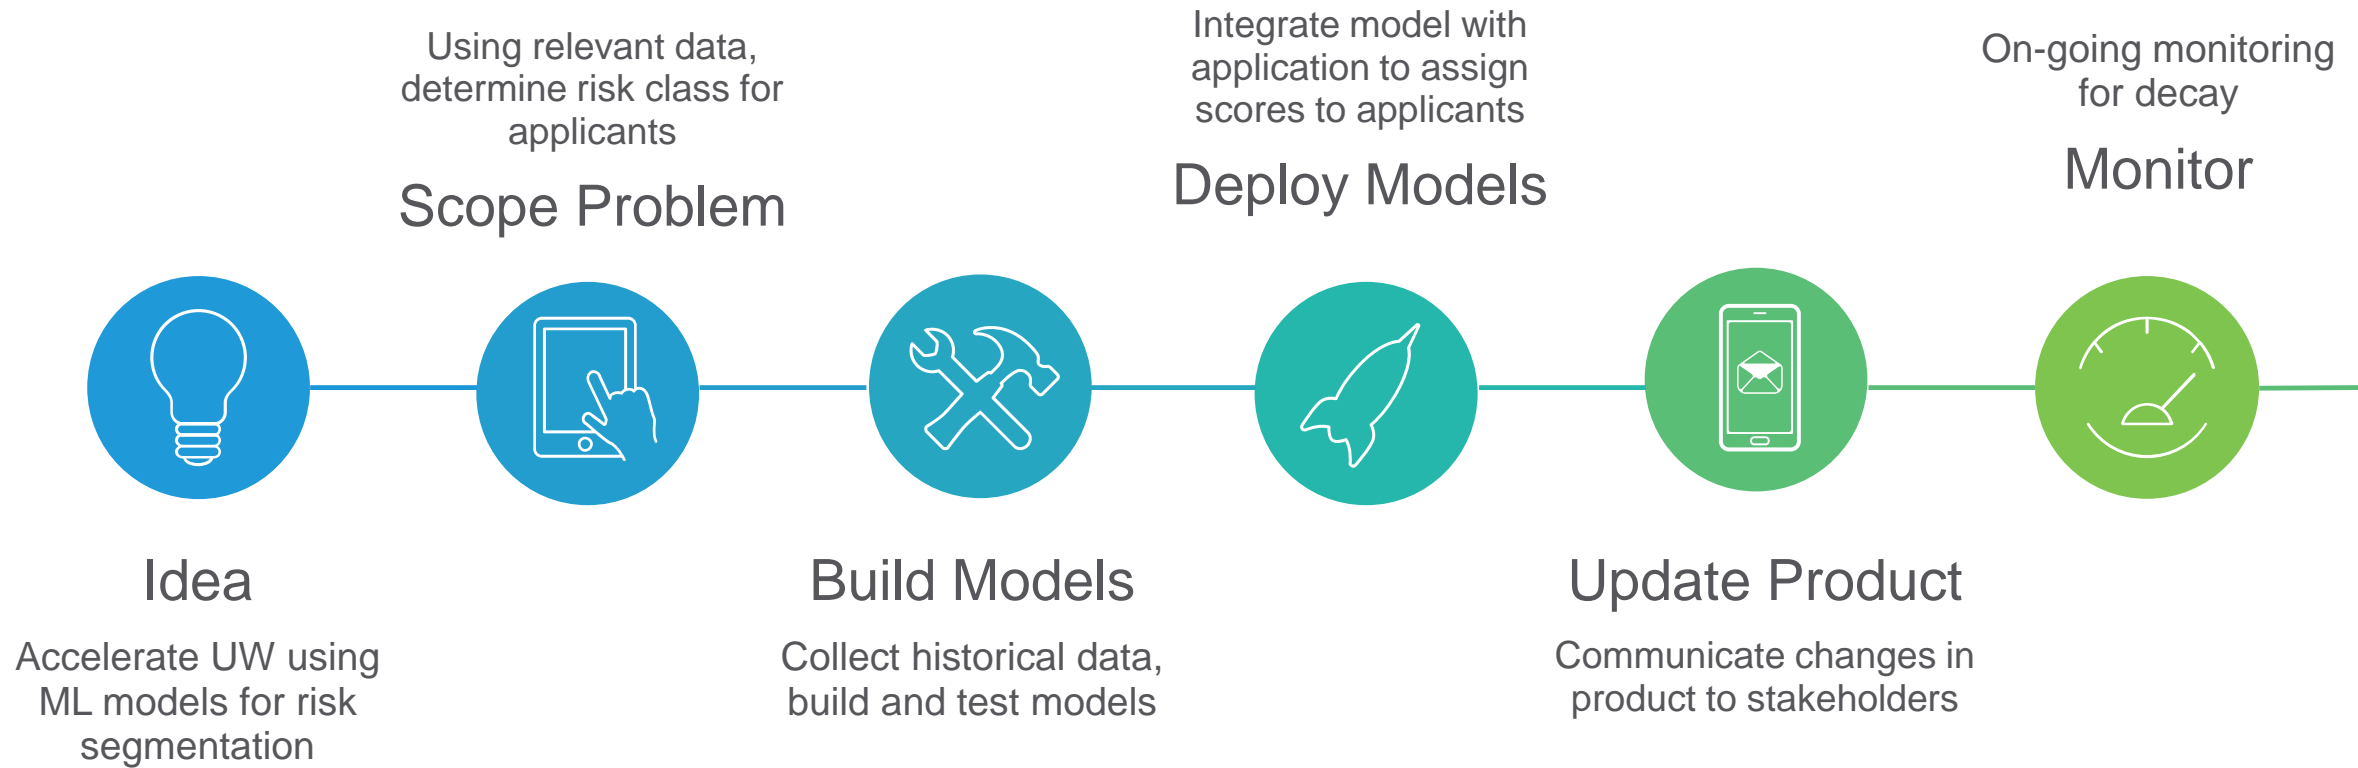 Using relevant data,
determine risk class for
applicants
Scope Problem
Integrate model with
application to assign
scores to applicants
Deploy Models
On-going monitoring
for decay
Monitor
Idea
Accelerate UW using
ML models for risk
segmentation
Build Models
Collect historical data,
build and test models
Update Product
Communicate changes in
product to stakeholders